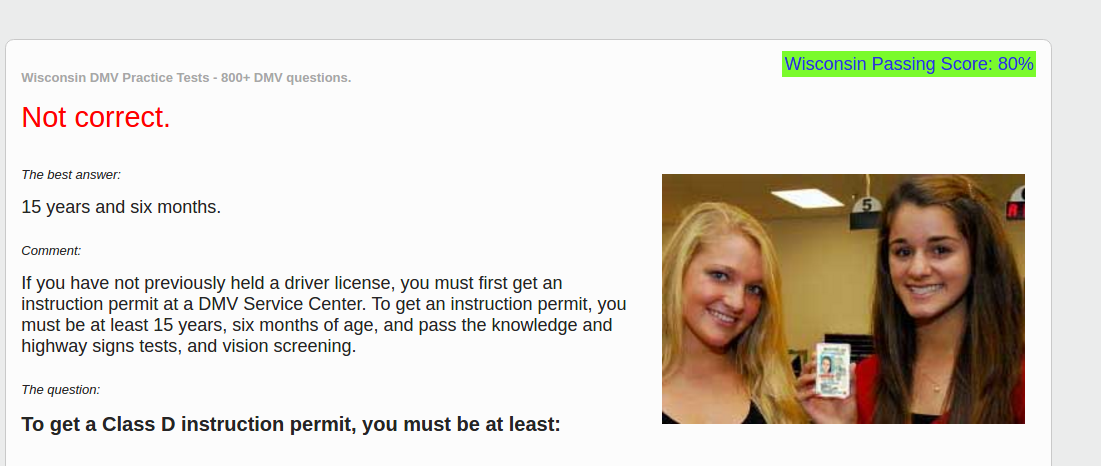 Wisconsin Passing Score: 80%
Wisconsin DMV Practice Tests - 800+ DMV questions.
Not correct.
The best answer:
15 years and six months.
Comment:
If you have not previously held a driver license, you must first get an
instruction permit at a DMV Service Center. To get an instruction permit, you
must be at least 15 years, six months of age, and pass the knowledge and
highway signs tests, and vision screening.
The question:
To get a Class D instruction permit, you must be at least:
5